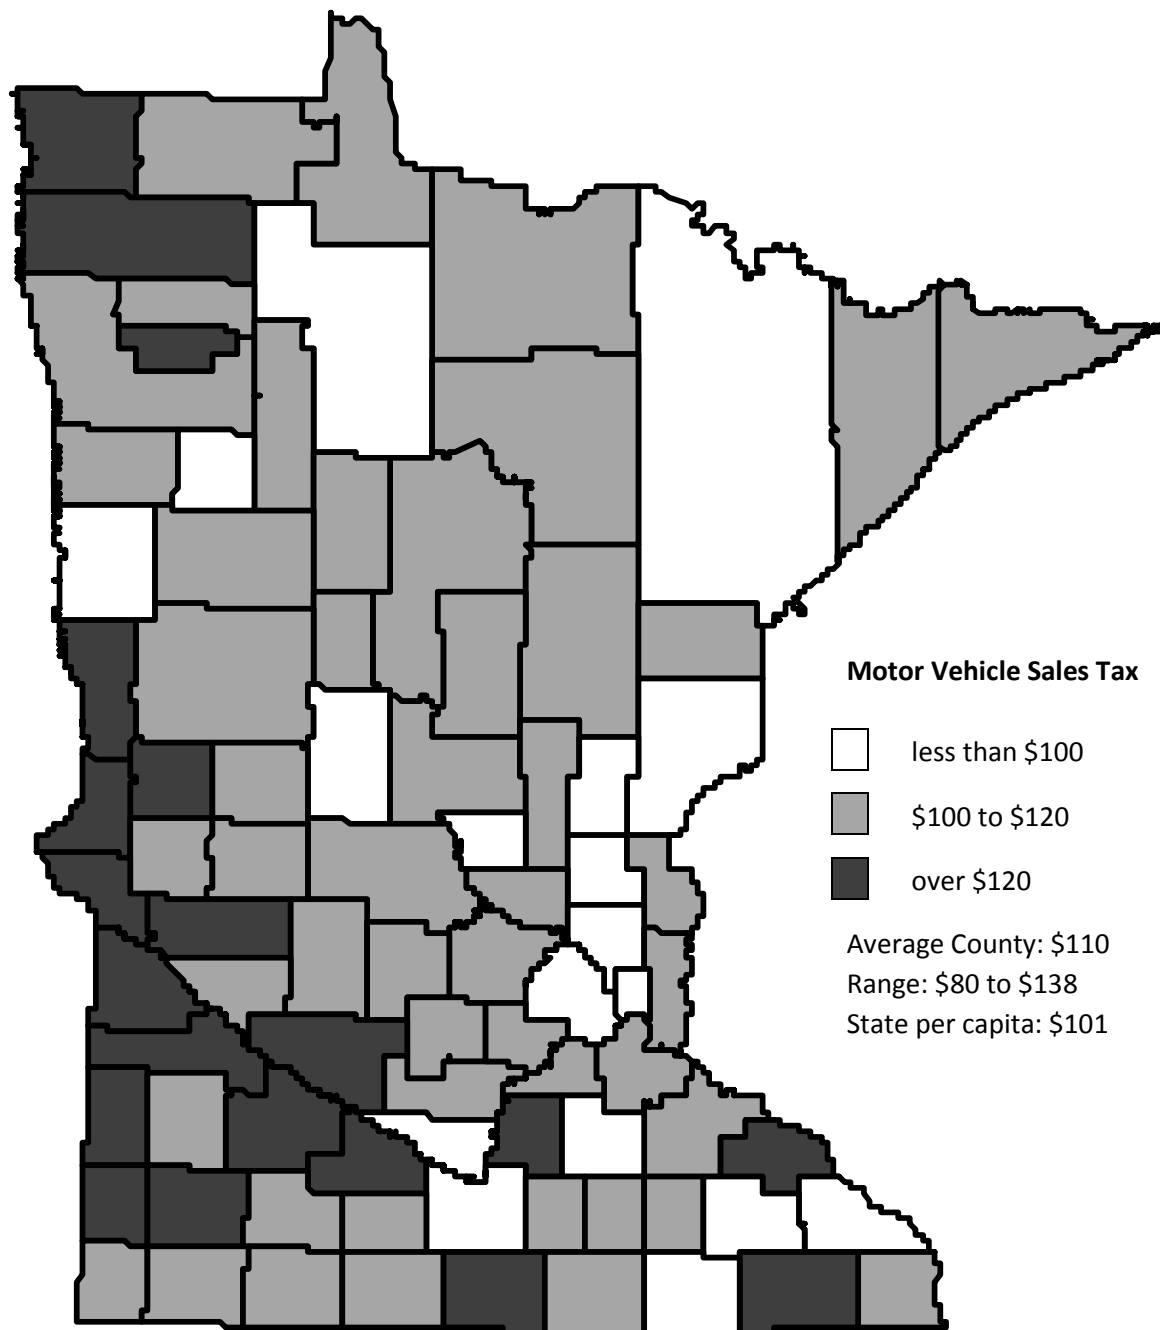 Motor Vehicle Sales Tax
less than $100
$100 to $120
over $120
Average County: $110
Range: $80 to $138
State per capita: $101